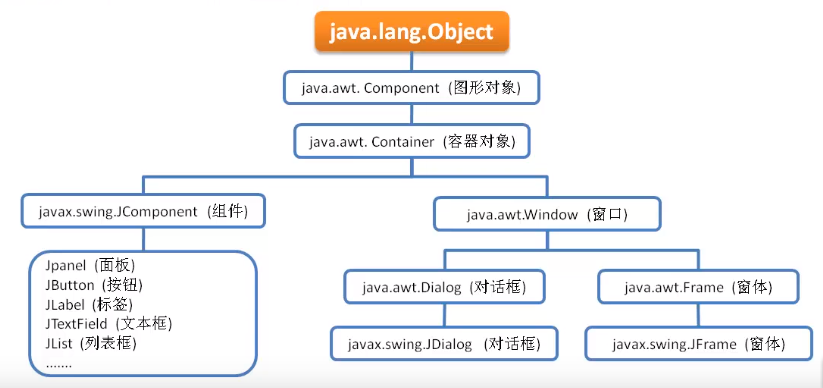 java.lang.Object
java.awt. Component (图形对象)
java.awt. Container (容器对象)
javax.swing.JComponent (组件)
java.awt.Window (窗口)
Jpanel (面板)
JButton (按钮)
JLabel (标签)
JTextField (文本框)
JList (列表框)
.......
java.awt.Dialog (对话框)
java.awt.Frame (窗体)
javax.swing.JDialog (对话框)
javax.swing.JFrame (窗体)